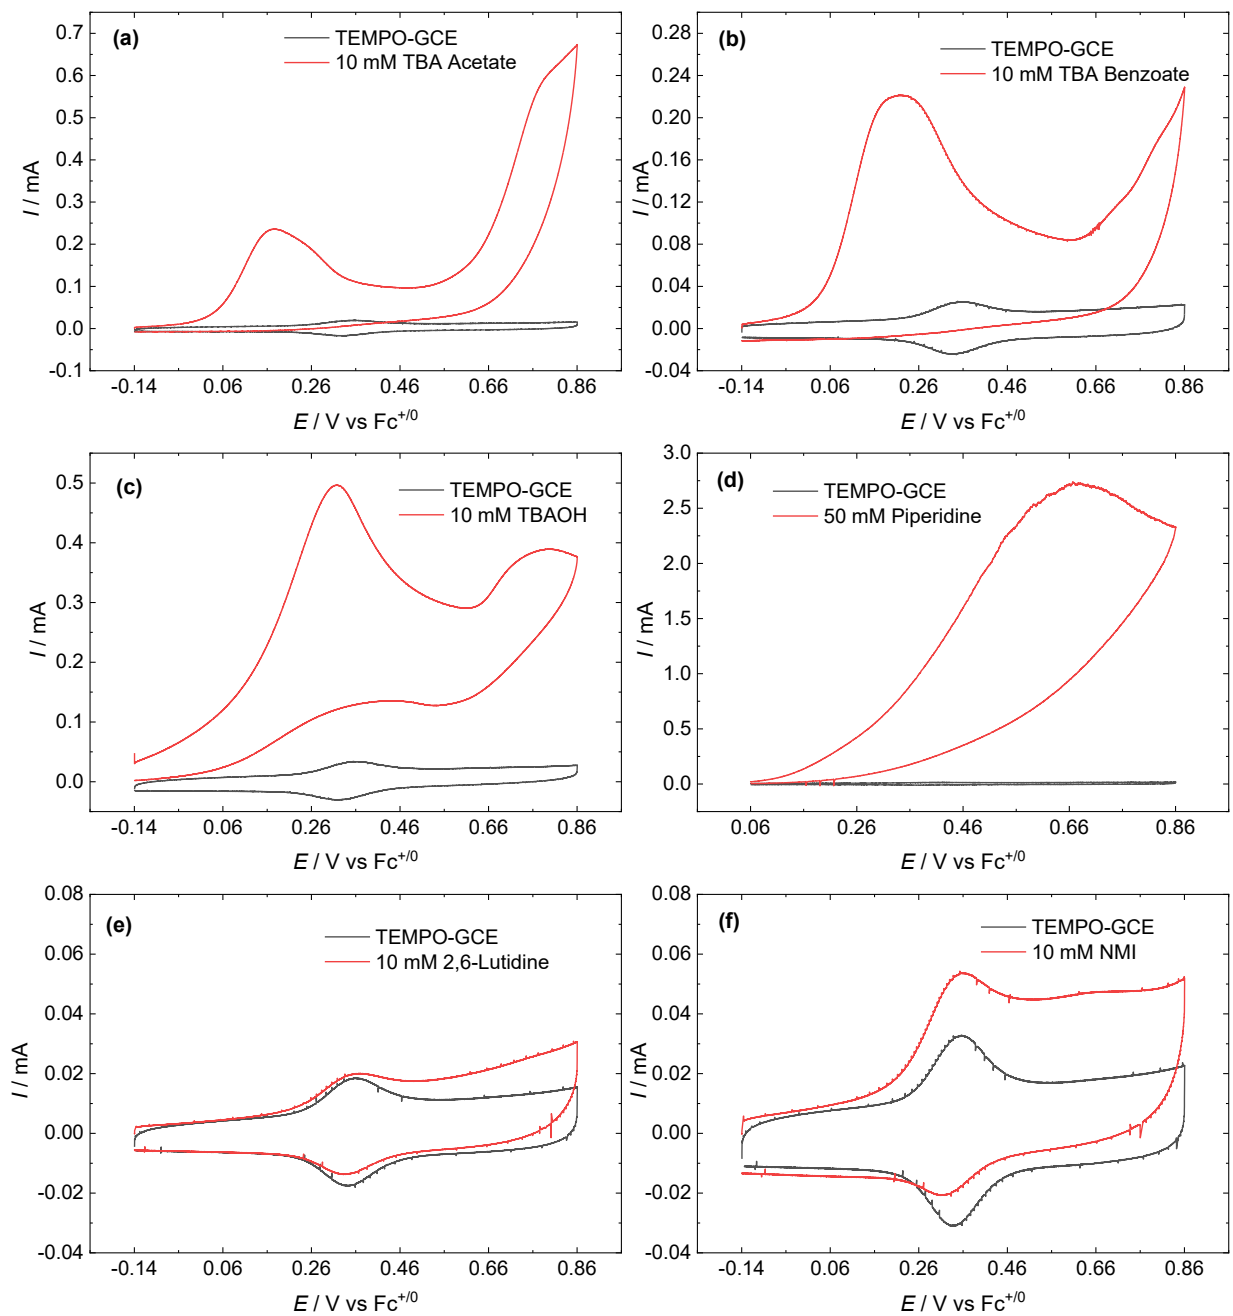 (a)
TEMPO-GCE
10 mM TBA Acetate
0.7
0.6
0.5
0.4
0.3
0.2
0.1
0.0
-0.1
I / mA
-0.14 0.06 0.26 0.46 0.66 0.86
E / V vs Fc+/0
(b)
TEMPO-GCE
10 mM TBA Benzoate
0.28
0.24
0.20
0.16
0.12
0.08
0.04
0.00
-0.04
I / mA
-0.14 0.06 0.26 0.46 0.66 0.86
E / V vs Fc+/0
(c)
TEMPO-GCE
10 mM TBAOH
0.5
0.4
0.3
0.2
0.1
0.0
I / mA
-0.14 0.06 0.26 0.46 0.66 0.86
E / V vs Fc+/0
(d)
TEMPO-GCE
50 mM Piperidine
3.0
2.5
2.0
1.5
1.0
0.5
0.0
I / mA
0.06 0.26 0.46 0.66 0.86
E / V vs Fc+/0
(e)
TEMPO-GCE
10 mM 2,6-Lutidine
0.08
0.06
0.04
0.02
0.00
-0.02
-0.04
I / mA
-0.14 0.06 0.26 0.46 0.66 0.86
E / V vs Fc+/0
(f)
TEMPO-GCE
10 mM NMI
0.08
0.06
0.04
0.02
0.00
-0.02
-0.04
I / mA
-0.14 0.06 0.26 0.46 0.66 0.86
E / V vs Fc+/0